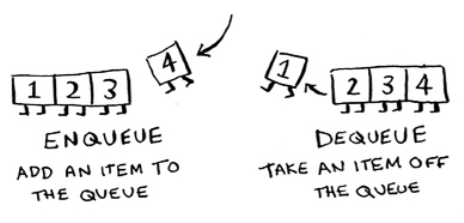 1 2 3 4
ENQUEUE
ADD AN ITEM TO
THE QUEUE
1 2 3 4
DEQUEUE
TAKE AN ITEM OFF
THE QUEUE